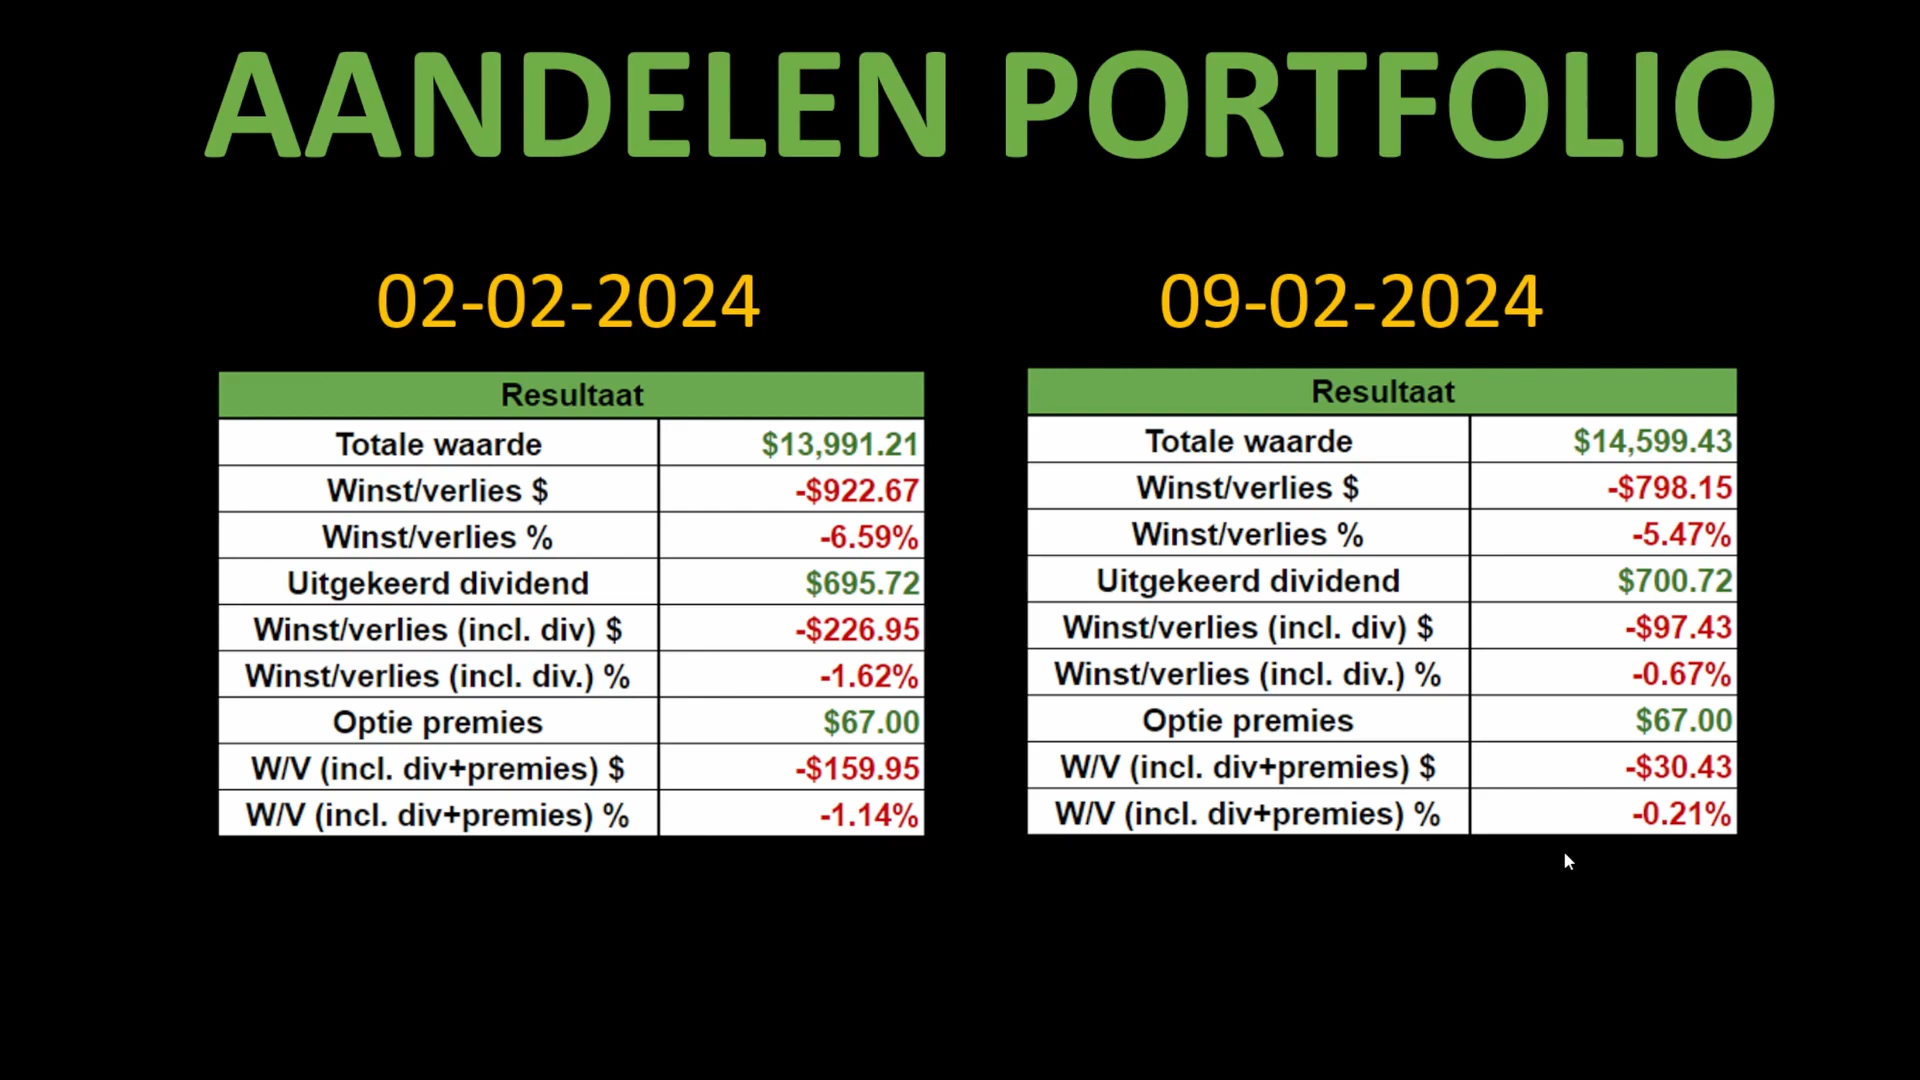 AANDELEN PORTFOLIO
02-02-2024
Resultaat
Totale waarde $13,991.21
Winst/verlies $ -$922.67
Winst/verlies % -6.59%
Uitgekeerd dividend $695.72
Winst/verlies (incl. div) $ -$226.95
Winst/verlies (incl. div.) % -1.62%
Optie premies $67.00
W/V (incl. div+premies) $ -$159.95
W/V (incl. div+premies) % -1.14%
09-02-2024
Resultaat
Totale waarde $14,599.43
Winst/verlies $ -$798.15
Winst/verlies % -5.47%
Uitgekeerd dividend $700.72
Winst/verlies (incl. div) $ -$97.43
Winst/verlies (incl. div.) % -0.67%
Optie premies $67.00
W/V (incl. div+premies) $ -$30.43
W/V (incl. div+premies) % -0.21%